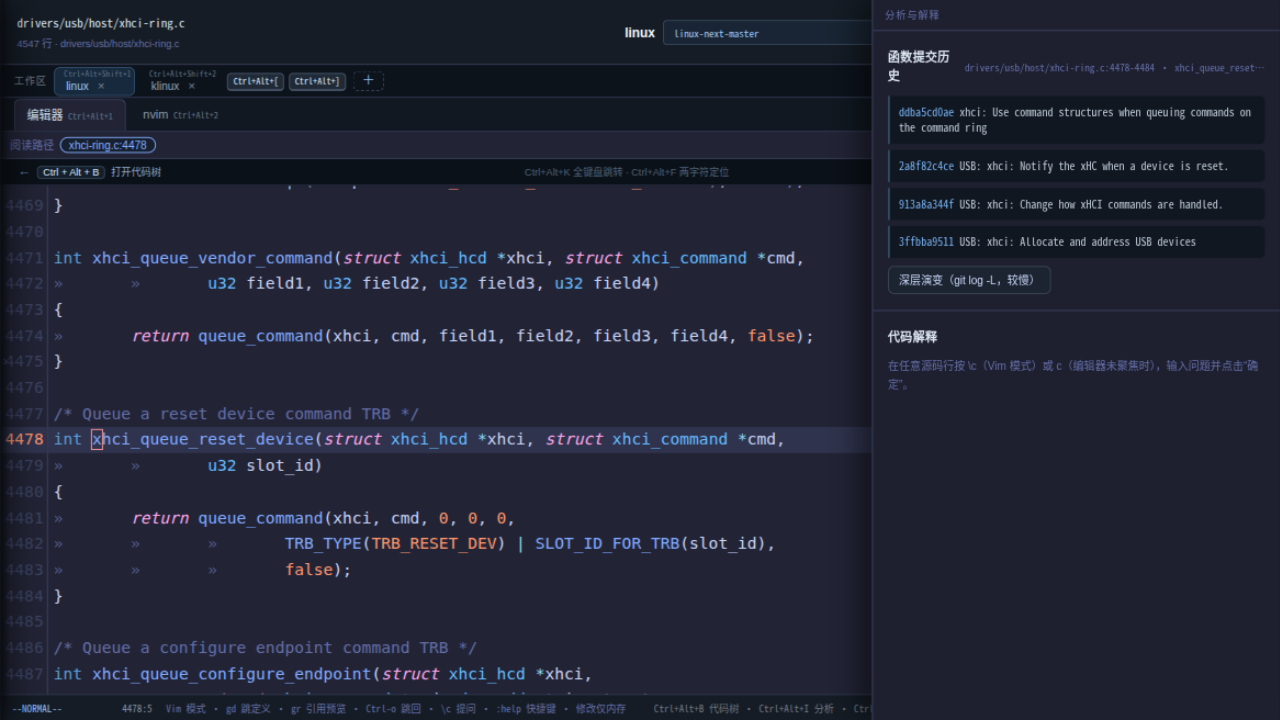 drivers/usb/host/xhci-ring.c
4547 行 · drivers/usb/host/xhci-ring.c
linux linux-next-master
工作区 Ctrl+Alt+Shift+1 linux × Ctrl+Alt+Shift+2 klinux × Ctrl+Alt+[ Ctrl+Alt+] +
编辑器 Ctrl+Alt+1 nvim Ctrl+Alt+2
阅读路径 xhci-ring.c:4478
← Ctrl + Alt + B 打开代码树 Ctrl+Alt+K 全键盘跳转 · Ctrl+Alt+F 两字符定位
4469 }
4470
4471 int xhci_queue_vendor_command(struct xhci_hcd *xhci, struct xhci_command *cmd,
4472 » » u32 field1, u32 field2, u32 field3, u32 field4)
4473 {
4474 » return queue_command(xhci, cmd, field1, field2, field3, field4, false);
4475 }
4476
4477 /* Queue a reset device command TRB */
4478 int xhci_queue_reset_device(struct xhci_hcd *xhci, struct xhci_command *cmd,
4479 » » u32 slot_id)
4480 {
4481 » return queue_command(xhci, cmd, 0, 0, 0,
4482 » » » TRB_TYPE(TRB_RESET_DEV) | SLOT_ID_FOR_TRB(slot_id),
4483 » » » false);
4484 }
4485
4486 /* Queue a configure endpoint command TRB */
4487 int xhci_queue_configure_endpoint(struct xhci_hcd *xhci,
--NORMAL-- 4478:5 Vim 模式 · gd 跳定义 · gr 引用预览 · Ctrl-o 跳回 · \c 提问 · :help 快捷键 · 修改仅内存 Ctrl+Alt+B 代码树 · Ctrl+Alt+I 分析 · Ctr
分析与解释
函数提交历史 drivers/usb/host/xhci-ring.c:4478-4484 • xhci_queue_reset…
ddba5cd0ae xhci: Use command structures when queuing commands on
the command ring
2a8f82c4ce USB: xhci: Notify the xHC when a device is reset.
913a8a344f USB: xhci: Change how xHCI commands are handled.
3ffbba9511 USB: xhci: Allocate and address USB devices
深层演变（git log -L，较慢）
代码解释
在任意源码行按 \c（Vim 模式）或 c（编辑器未聚焦时），输入问题并点击“确
定”。